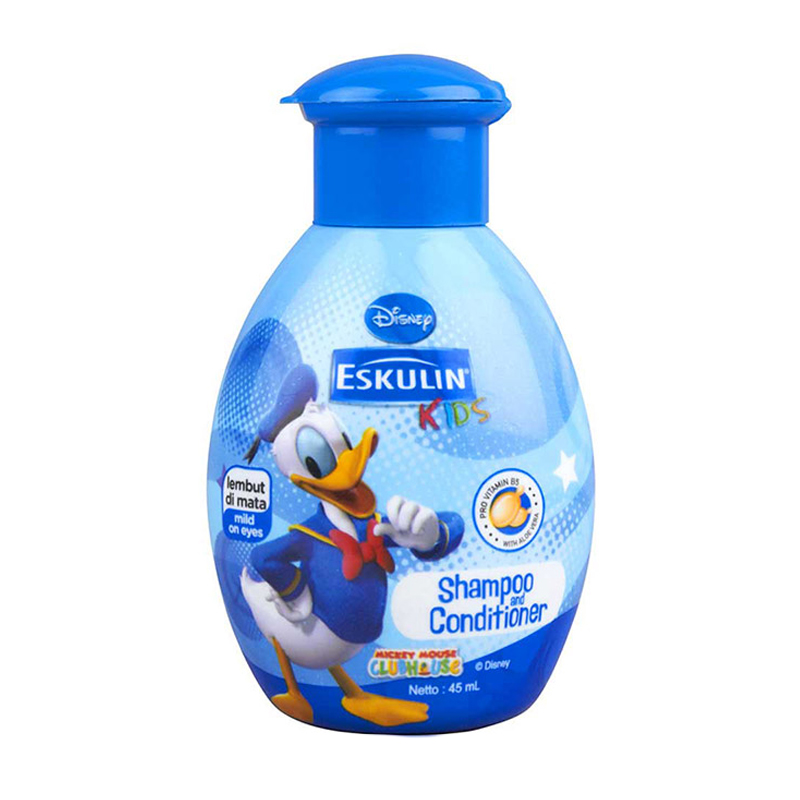 Disney
ESKULIN®
KIDS
lembut
di mata
mild
on eyes
PRO VITAMIN B5
WITH ALOE VERA
Shampoo
and
Conditioner
MICKEY MOUSE
CLUBHOUSE
© Disney
Netto : 45 mL